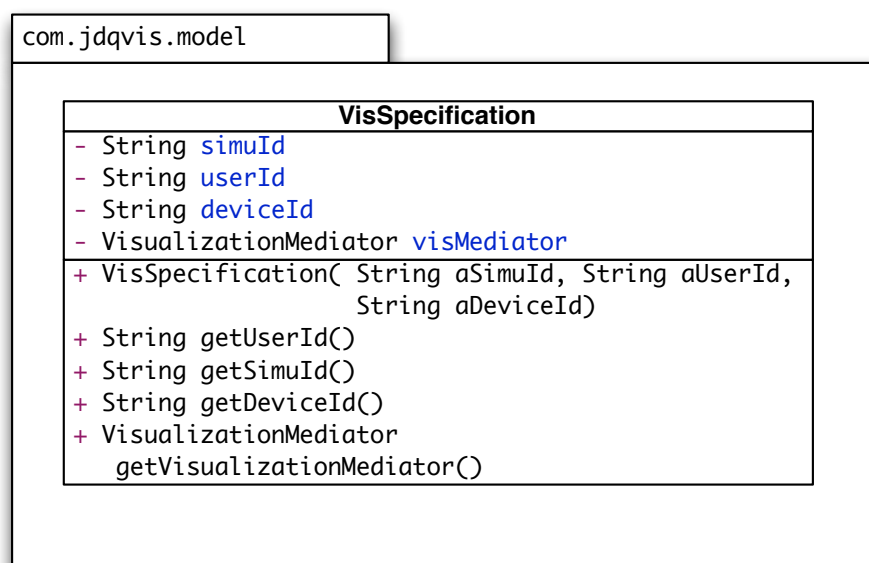 com.jdqvis.model
VisSpecification
- String simuId
- String userId
- String deviceId
- VisualizationMediator visMediator
+ VisSpecification( String aSimuId, String aUserId,
String aDeviceId)
+ String getUserId()
+ String getSimuId()
+ String getDeviceId()
+ VisualizationMediator
getVisualizationMediator()